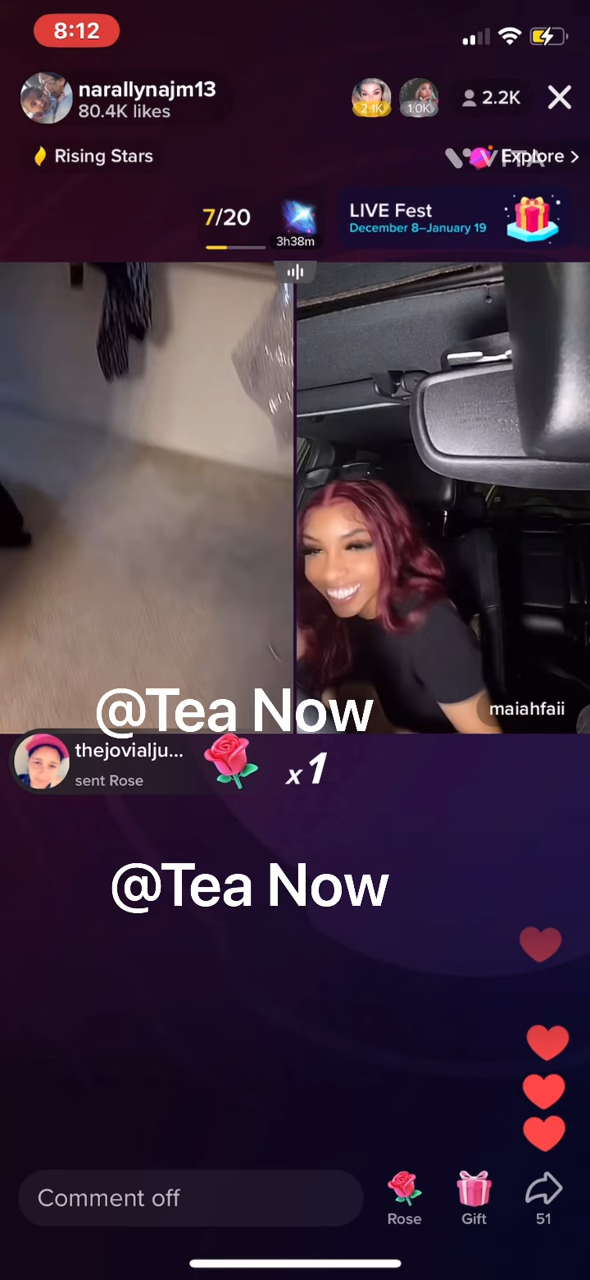 8:12
narallynajm13
80.4K likes
2.1K
1.0K
2.2K
Rising Stars
VITA
Explore >
7/20
3h38m
LIVE Fest
December 8–January 19
@Tea Now
maiahfaii
thejovialju...
sent Rose
x1
@Tea Now
Comment off
Rose
Gift
51